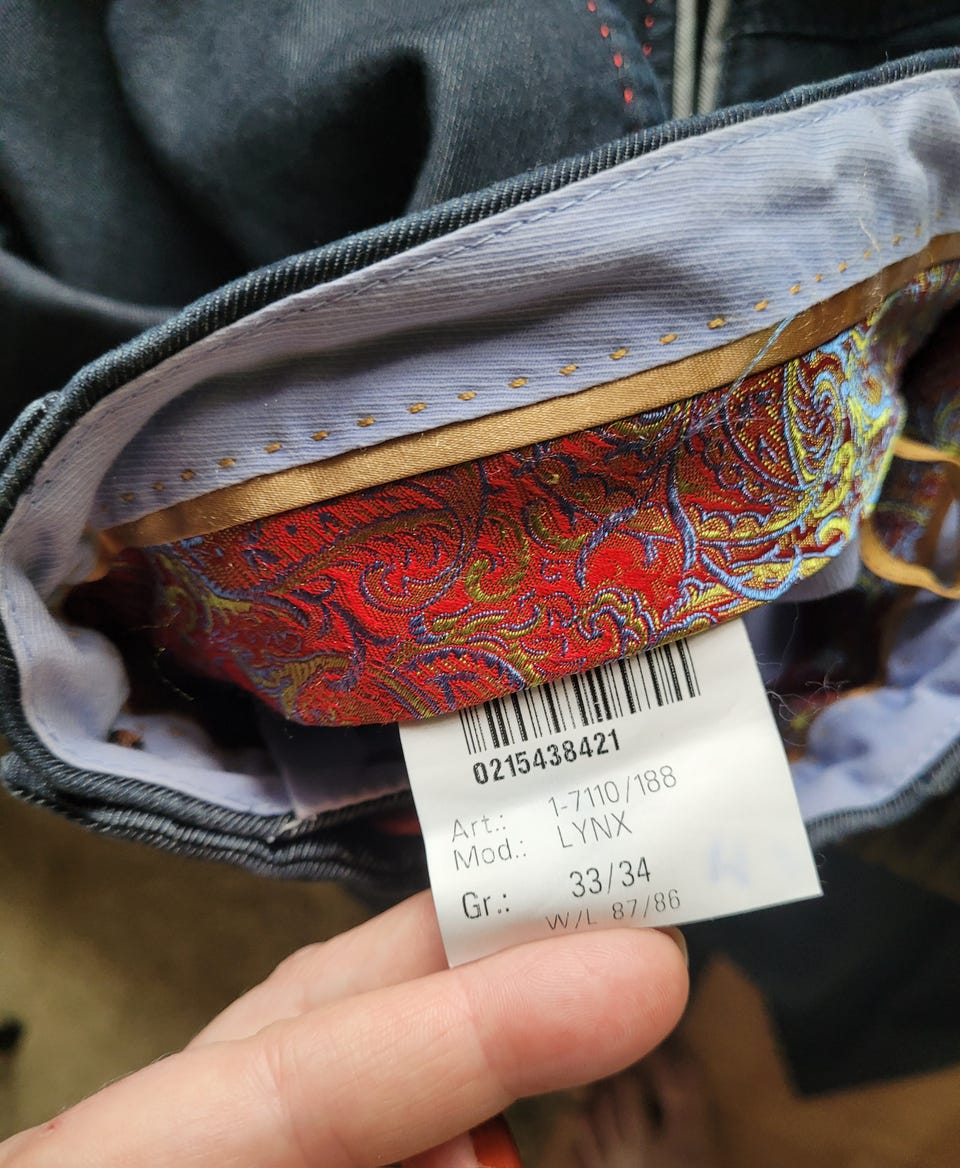 0215438421
Art.: 1-7110/188
Mod.: LYNX
Gr.: 33/34
W/L 87/86